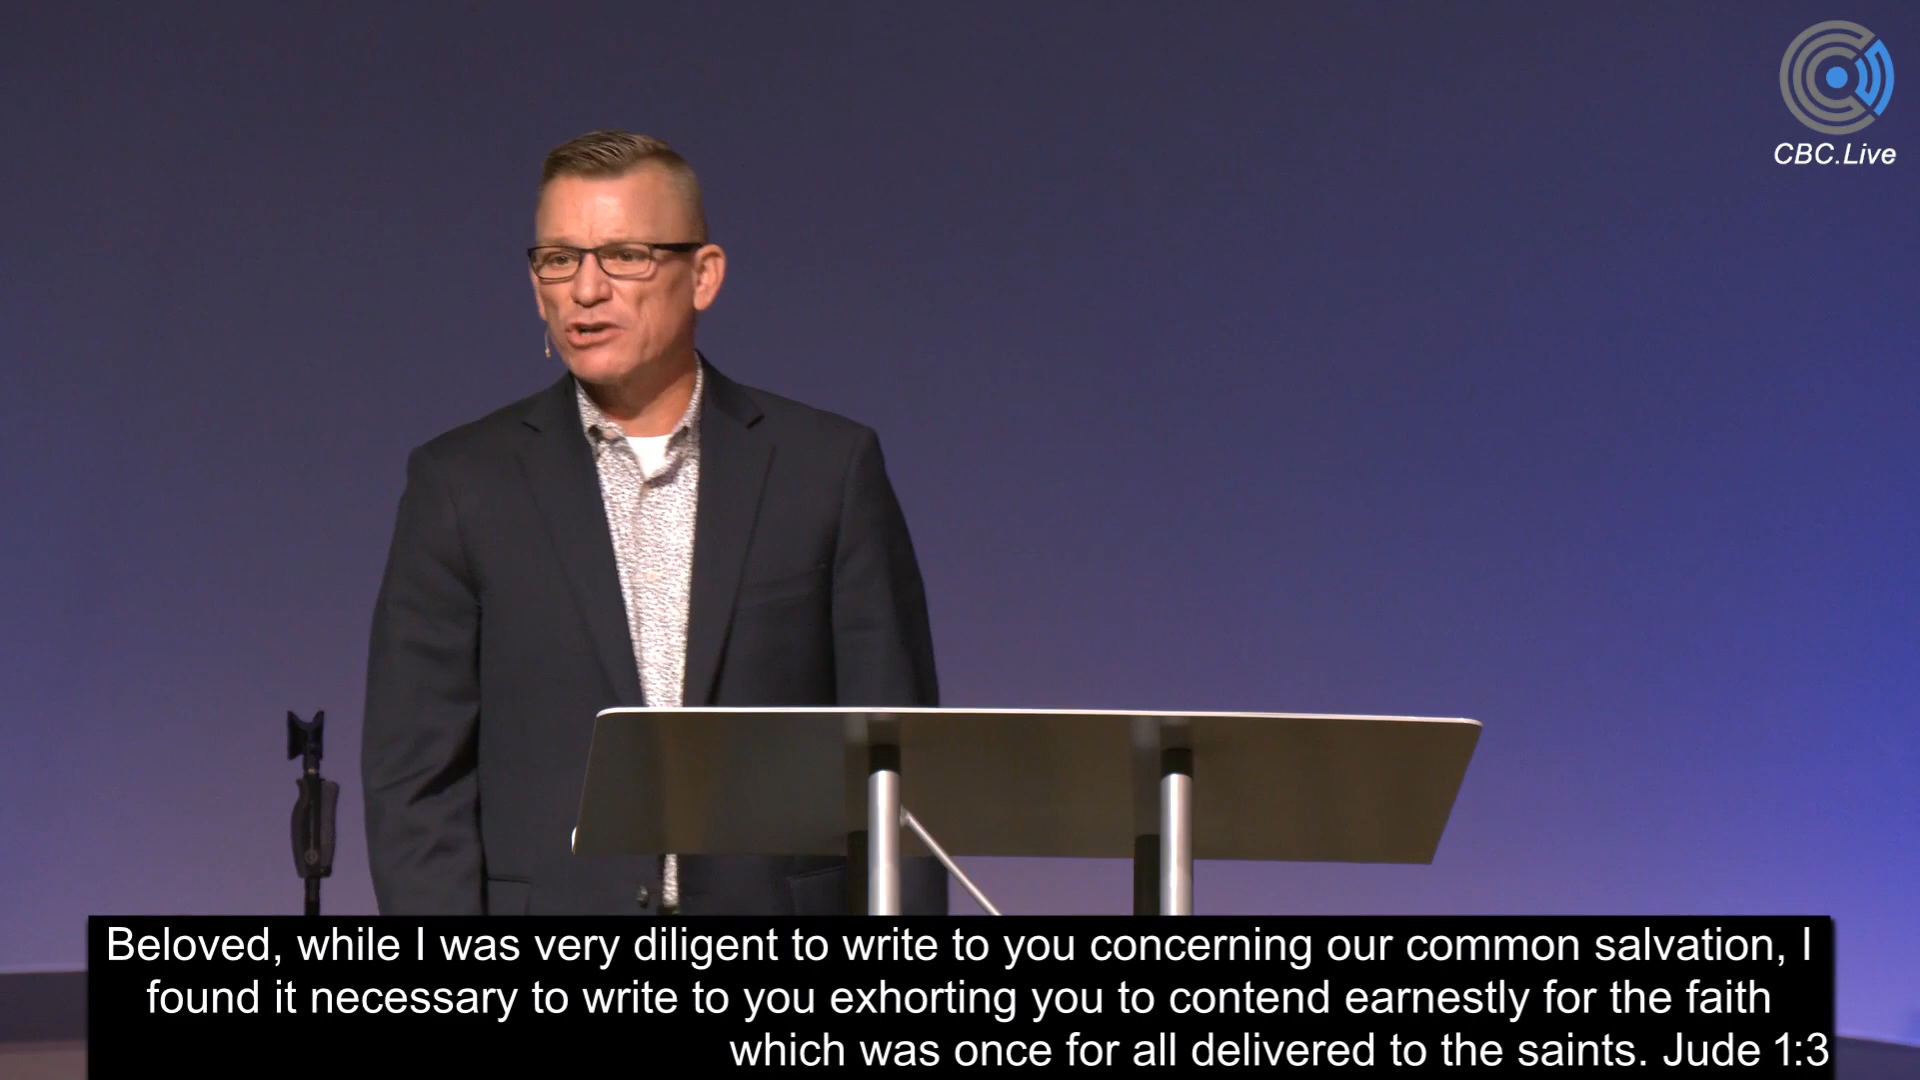 CBC.Live
Beloved, while I was very diligent to write to you concerning our common salvation, I
found it necessary to write to you exhorting you to contend earnestly for the faith
which was once for all delivered to the saints. Jude 1:3